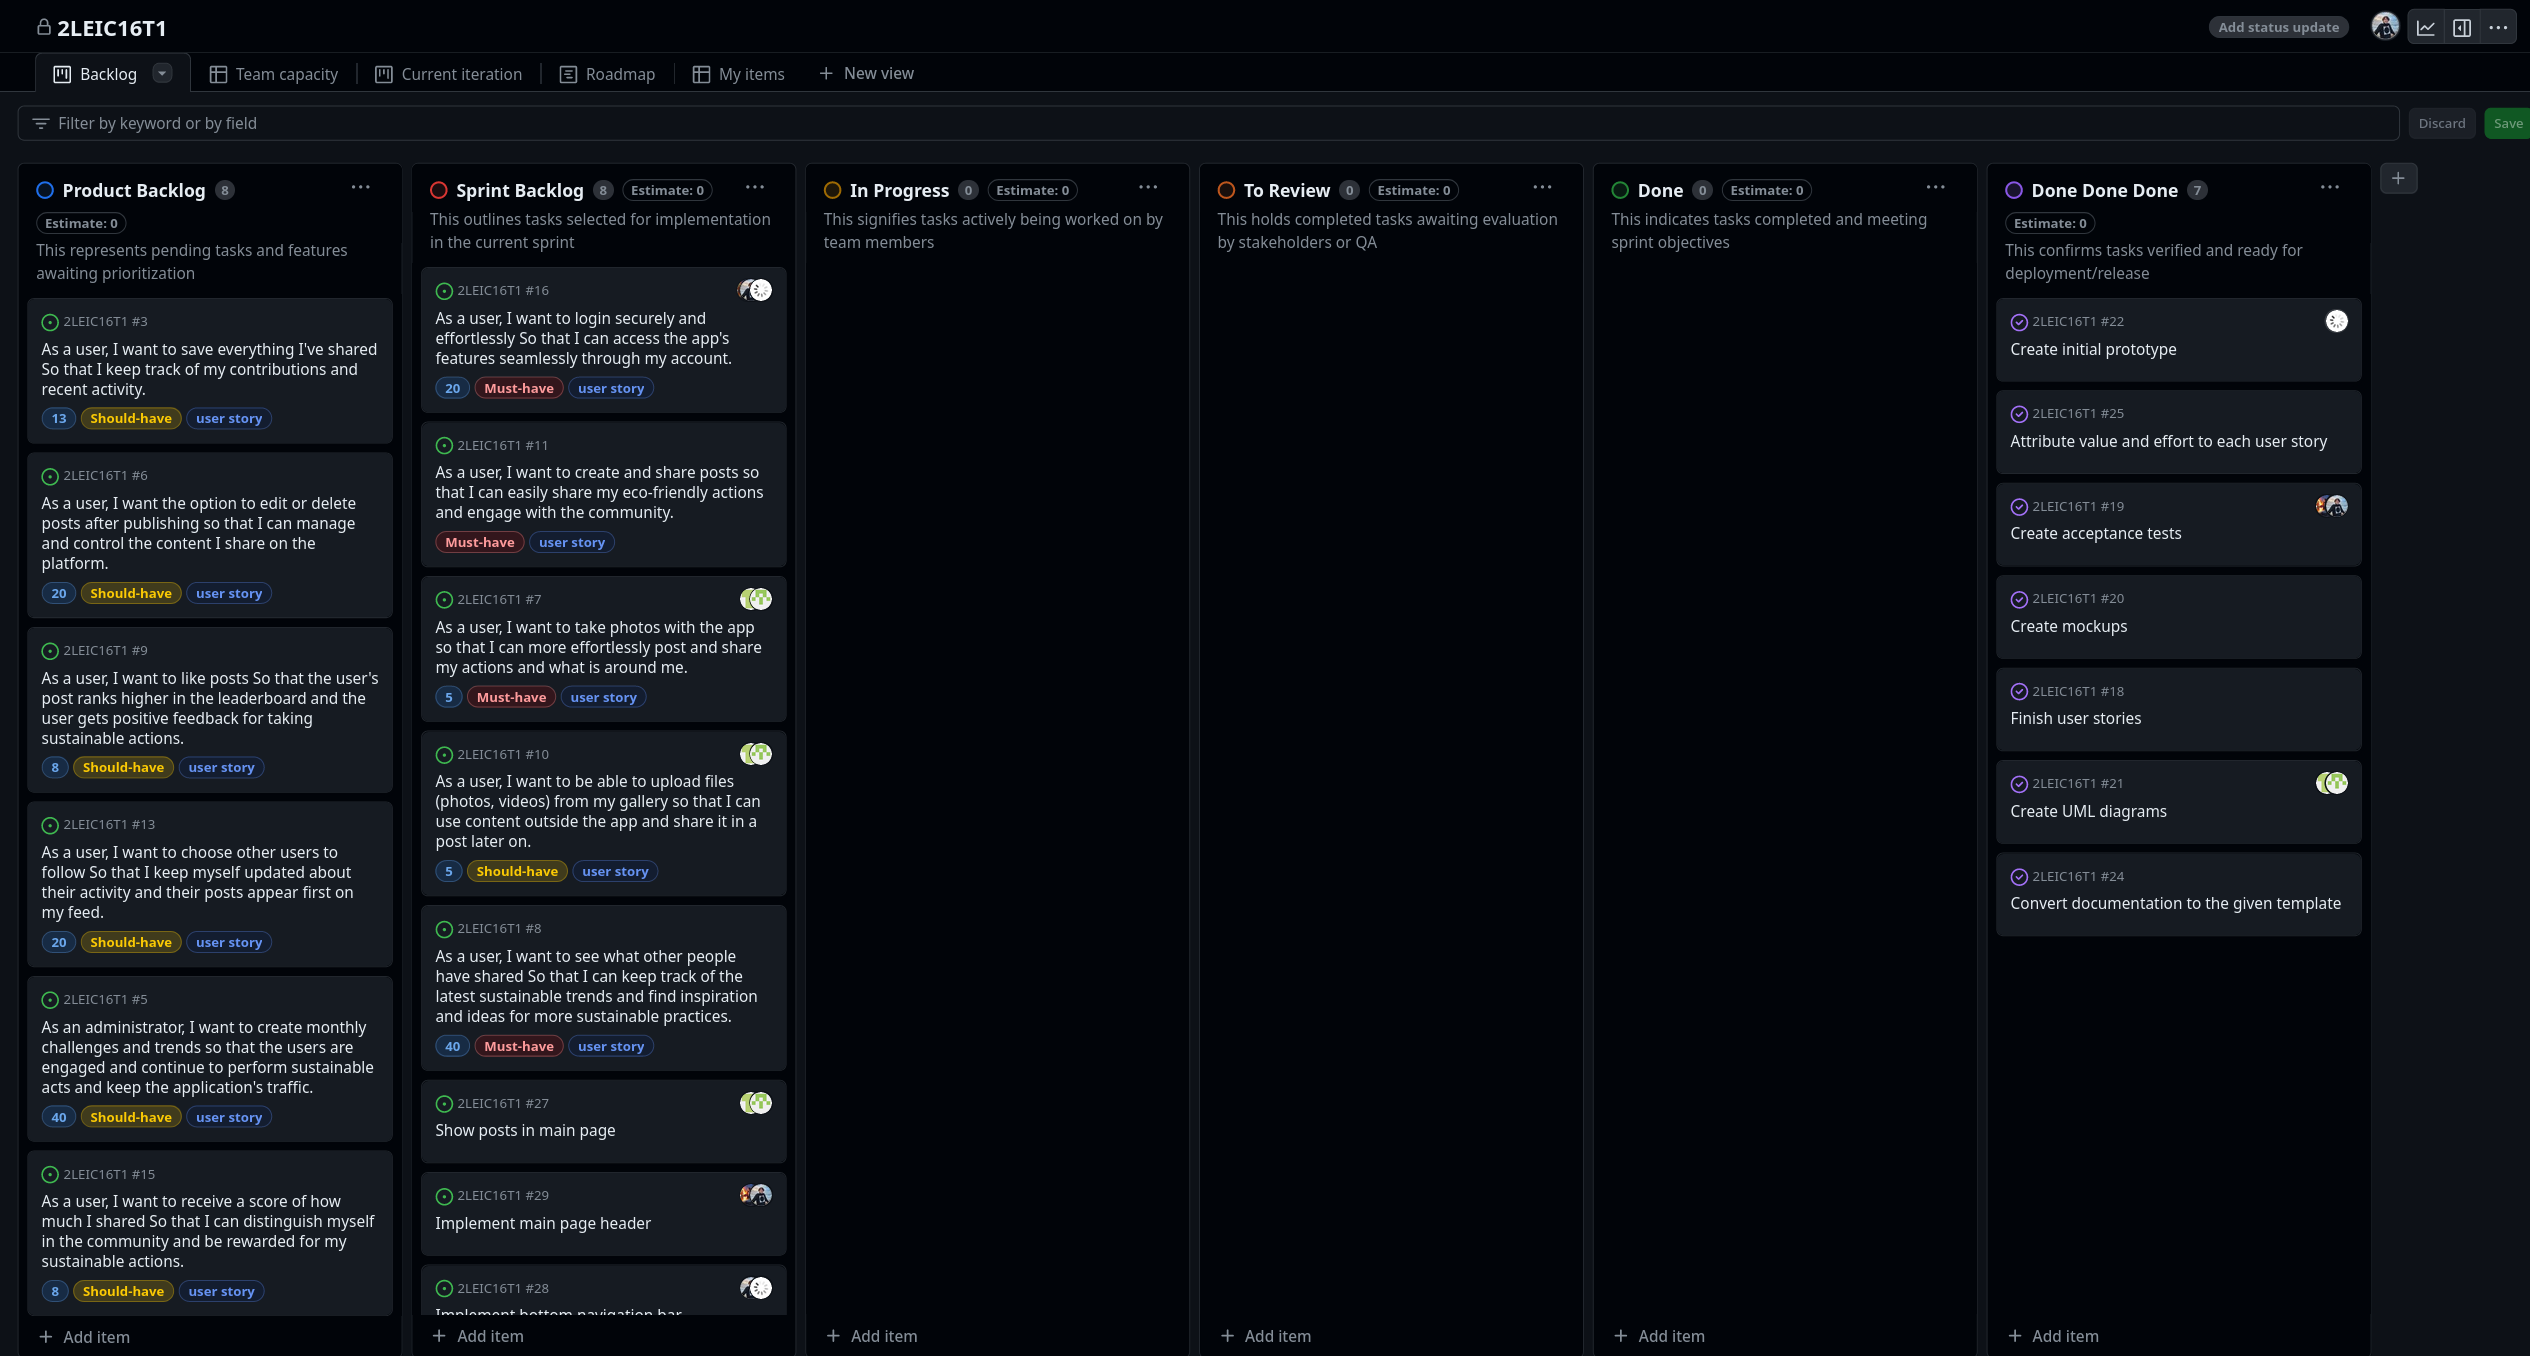 2LEIC16T1
Add status update
Backlog
Team capacity
Current iteration
Roadmap
My items
New view
Filter by keyword or by field
Discard
Save
Product Backlog 8
Estimate: 0
This represents pending tasks and features
awaiting prioritization
2LEIC16T1 #3
As a user, I want to save everything I've shared
So that I keep track of my contributions and
recent activity.
13 Should-have user story
2LEIC16T1 #6
As a user, I want the option to edit or delete
posts after publishing so that I can manage
and control the content I share on the
platform.
20 Should-have user story
2LEIC16T1 #9
As a user, I want to like posts So that the user's
post ranks higher in the leaderboard and the
user gets positive feedback for taking
sustainable actions.
8 Should-have user story
2LEIC16T1 #13
As a user, I want to choose other users to
follow So that I keep myself updated about
their activity and their posts appear first on
my feed.
20 Should-have user story
2LEIC16T1 #5
As an administrator, I want to create monthly
challenges and trends so that the users are
engaged and continue to perform sustainable
acts and keep the application's traffic.
40 Should-have user story
2LEIC16T1 #15
As a user, I want to receive a score of how
much I shared So that I can distinguish myself
in the community and be rewarded for my
sustainable actions.
8 Should-have user story
Add item
Sprint Backlog 8 Estimate: 0
This outlines tasks selected for implementation
in the current sprint
2LEIC16T1 #16
As a user, I want to login securely and
effortlessly So that I can access the app's
features seamlessly through my account.
20 Must-have user story
2LEIC16T1 #11
As a user, I want to create and share posts so
that I can easily share my eco-friendly actions
and engage with the community.
Must-have user story
2LEIC16T1 #7
As a user, I want to take photos with the app
so that I can more effortlessly post and share
my actions and what is around me.
5 Must-have user story
2LEIC16T1 #10
As a user, I want to be able to upload files
(photos, videos) from my gallery so that I can
use content outside the app and share it in a
post later on.
5 Should-have user story
2LEIC16T1 #8
As a user, I want to see what other people
have shared So that I can keep track of the
latest sustainable trends and find inspiration
and ideas for more sustainable practices.
40 Must-have user story
2LEIC16T1 #27
Show posts in main page
2LEIC16T1 #29
Implement main page header
2LEIC16T1 #28
Implement bottom navigation bar
Add item
In Progress 0 Estimate: 0
This signifies tasks actively being worked on by
team members
Add item
To Review 0 Estimate: 0
This holds completed tasks awaiting evaluation
by stakeholders or QA
Add item
Done 0 Estimate: 0
This indicates tasks completed and meeting
sprint objectives
Add item
Done Done Done 7
Estimate: 0
This confirms tasks verified and ready for
deployment/release
2LEIC16T1 #22
Create initial prototype
2LEIC16T1 #25
Attribute value and effort to each user story
2LEIC16T1 #19
Create acceptance tests
2LEIC16T1 #20
Create mockups
2LEIC16T1 #18
Finish user stories
2LEIC16T1 #21
Create UML diagrams
2LEIC16T1 #24
Convert documentation to the given template
Add item